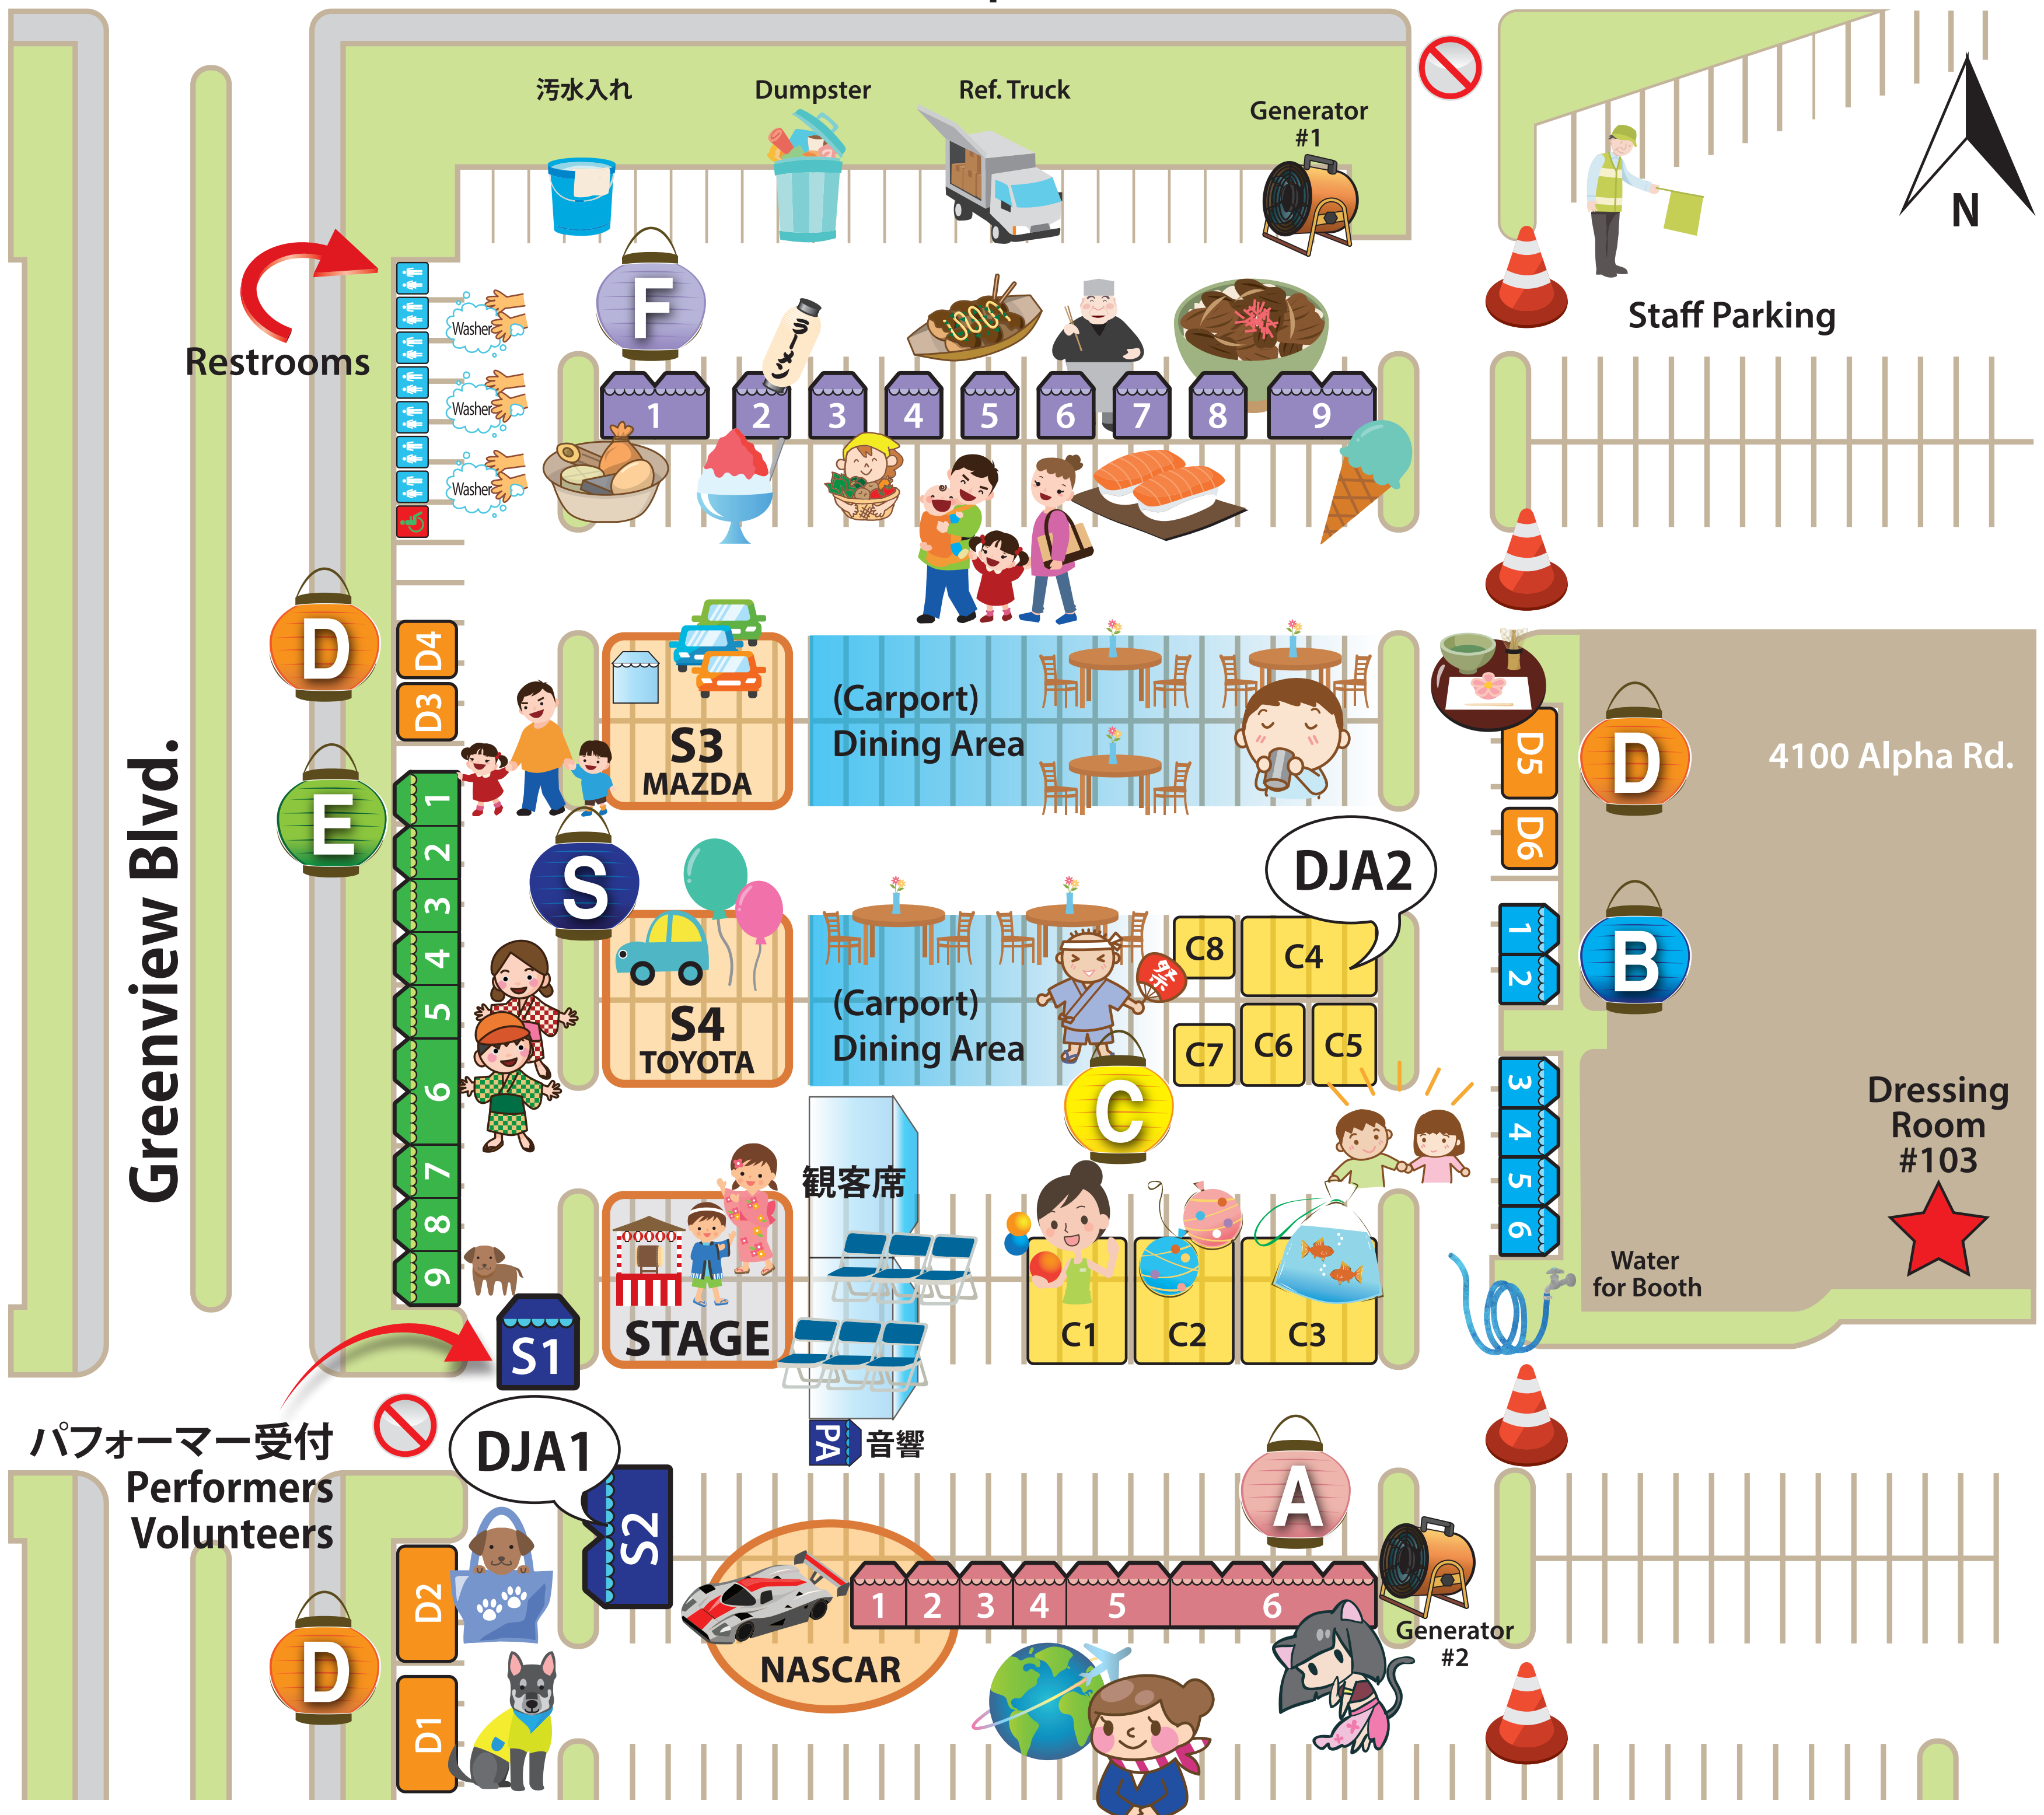 汚水入れ
Dumpster
Ref. Truck
Generator
#1
N
Restrooms
Washer
Washer
Washer
F
ラーメン
Staff Parking
1
2
3
4
5
6
7
8
9
D
D4
D3
S3
MAZDA
(Carport)
Dining Area
D5
D6
D
4100 Alpha Rd.
Greenview Blvd.
E
1
2
3
4
5
6
7
8
9
S
S4
TOYOTA
(Carport)
Dining Area
祭
DJA2
C8
C4
C7
C6
C5
C
1
2
B
3
4
5
6
Dressing
Room
#103
Water
for Booth
観客席
STAGE
C1
C2
C3
S1
パフォーマー受付
Performers
Volunteers
DJA1
PA
音響
S2
A
NASCAR
1
2
3
4
5
6
Generator
#2
D
D2
D1